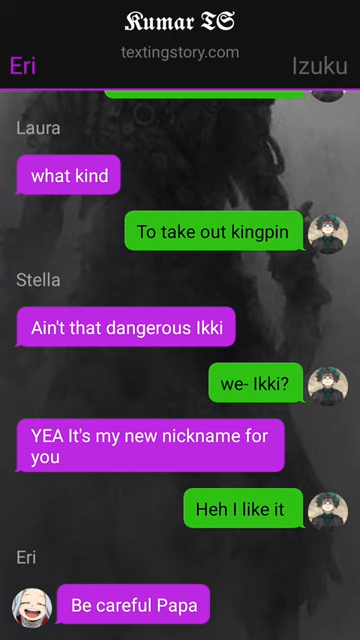 Kumar TS
textingstory.com
Eri
Izuku
Laura
what kind
To take out kingpin
Stella
Ain't that dangerous Ikki
we- Ikki?
YEA It's my new nickname for
you
Heh I like it
Eri
Be careful Papa